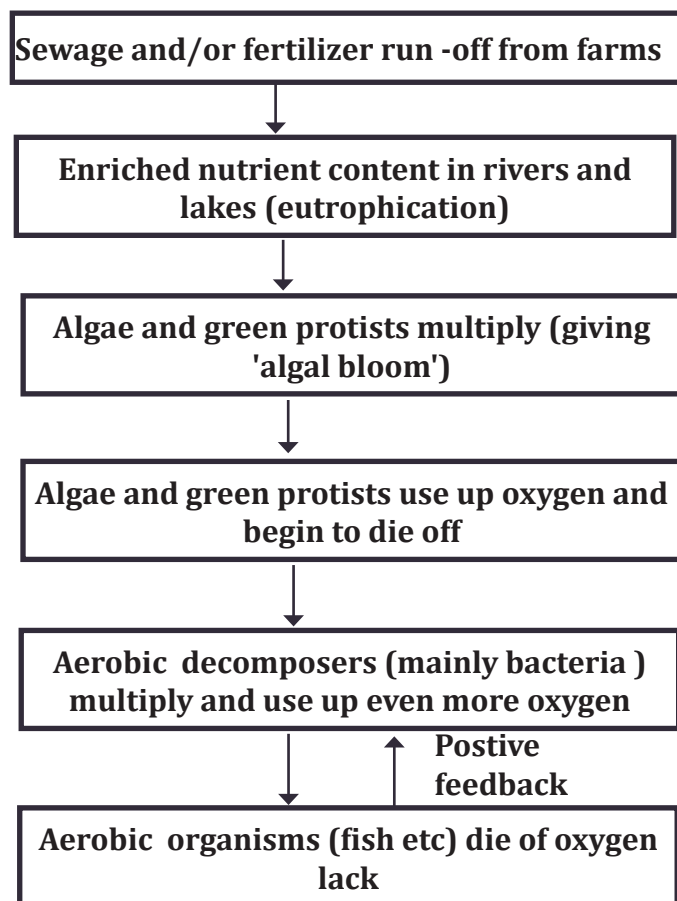 Sewage and/or fertilizer run -off from farms
Enriched nutrient content in rivers and
lakes (eutrophication)
Algae and green protists multiply (giving
'algal bloom')
Algae and green protists use up oxygen and
begin to die off
Aerobic decomposers (mainly bacteria )
multiply and use up even more oxygen
Postive
feedback
Aerobic organisms (fish etc) die of oxygen
lack